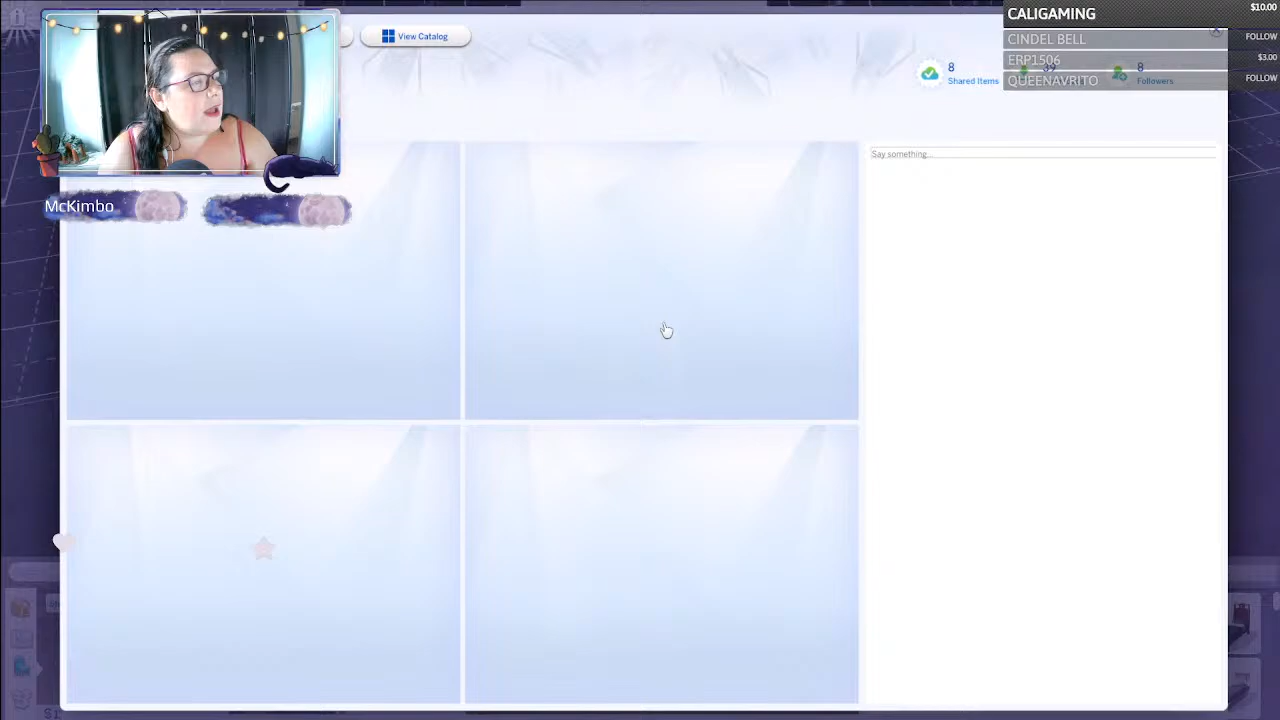 CALIGAMING $10.00
View Catalog
CINDEL BELL FOLLOW
ERP1506 $3.00
8
8
Shared Items
QUEENAVRITO FOLLOW
Followers
Say something...
McKimbo